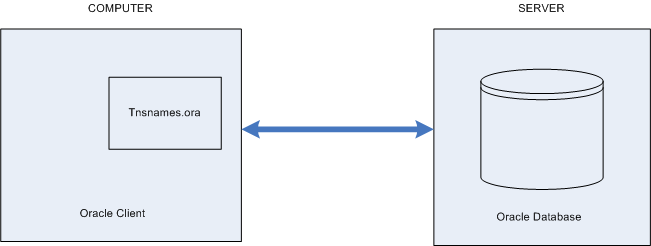 COMPUTER
SERVER
Tnsnames.ora
Oracle Client
Oracle Database